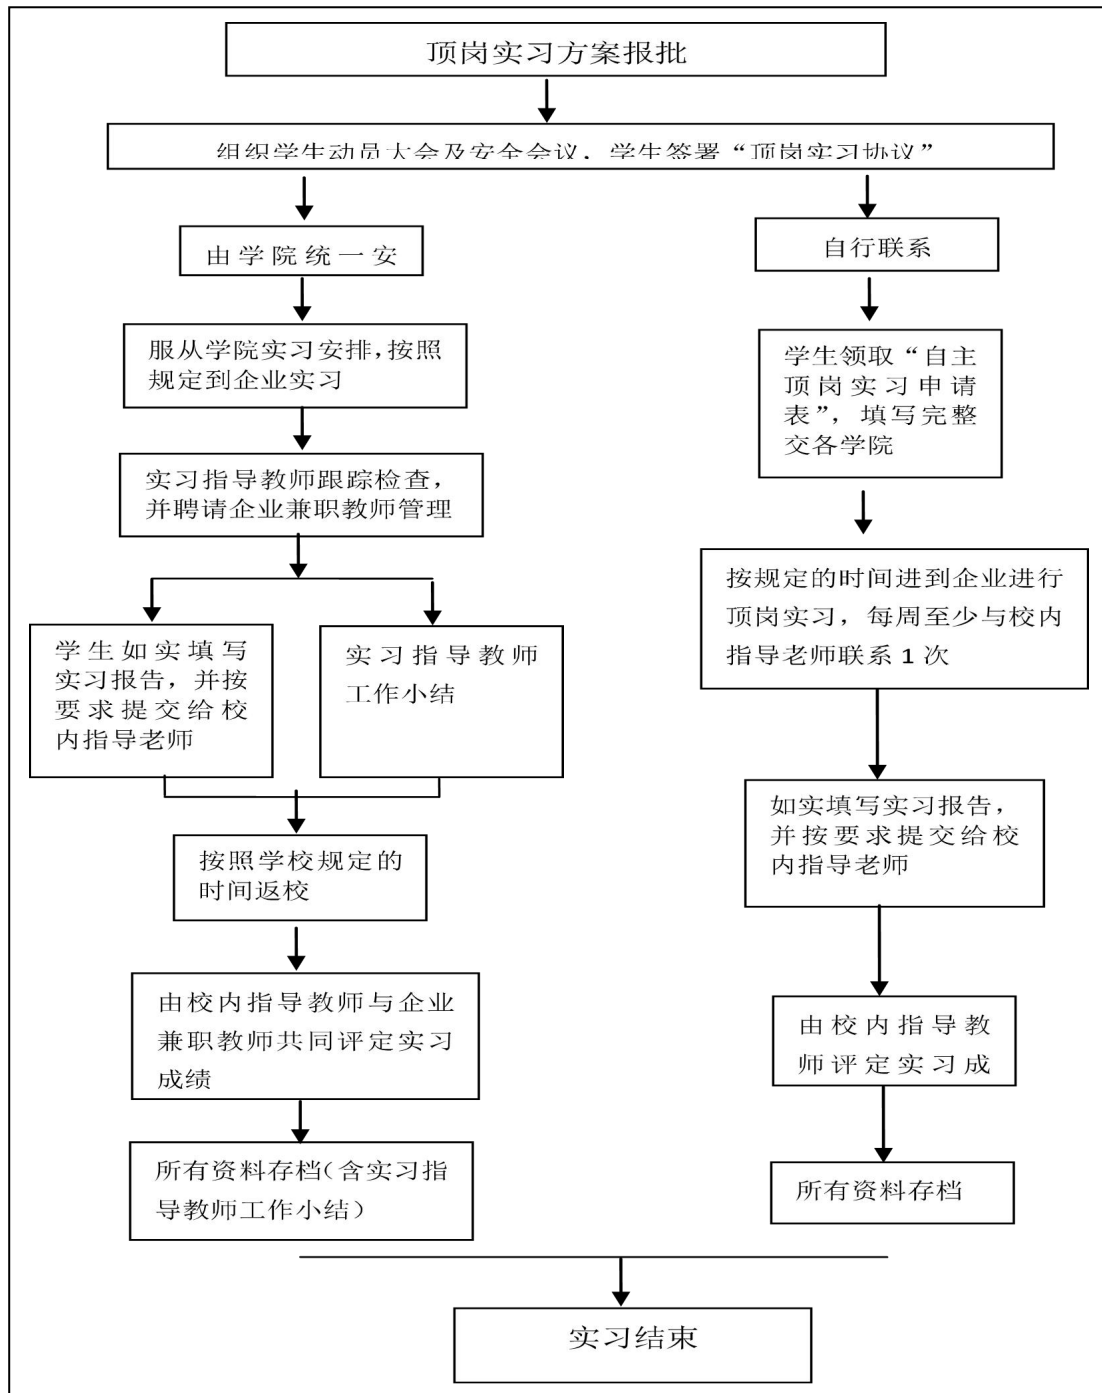 顶岗实习方案报批
组织学生动员大会及安全会议，学生签署“顶岗实习协议”
由学院统一安
自行联系
服从学院实习安排，按照
规定到企业实习
学生领取“自主
顶岗实习申请
表”，填写完整
交各学院
实习指导教师跟踪检查，
并聘请企业兼职教师管理
按规定的时间进到企业进行
顶岗实习，每周至少与校内
指导老师联系1次
学生如实填写
实习报告，并按
要求提交给校
内指导老师
实习指导教师
工作小结
如实填写实习报告，
并按要求提交给校
内指导老师
按照学校规定的
时间返校
由校内指导教师与企业
兼职教师共同评定实习
成绩
由校内指导教
师评定实习成
所有资料存档（含实习指
导教师工作小结）
所有资料存档
实习结束